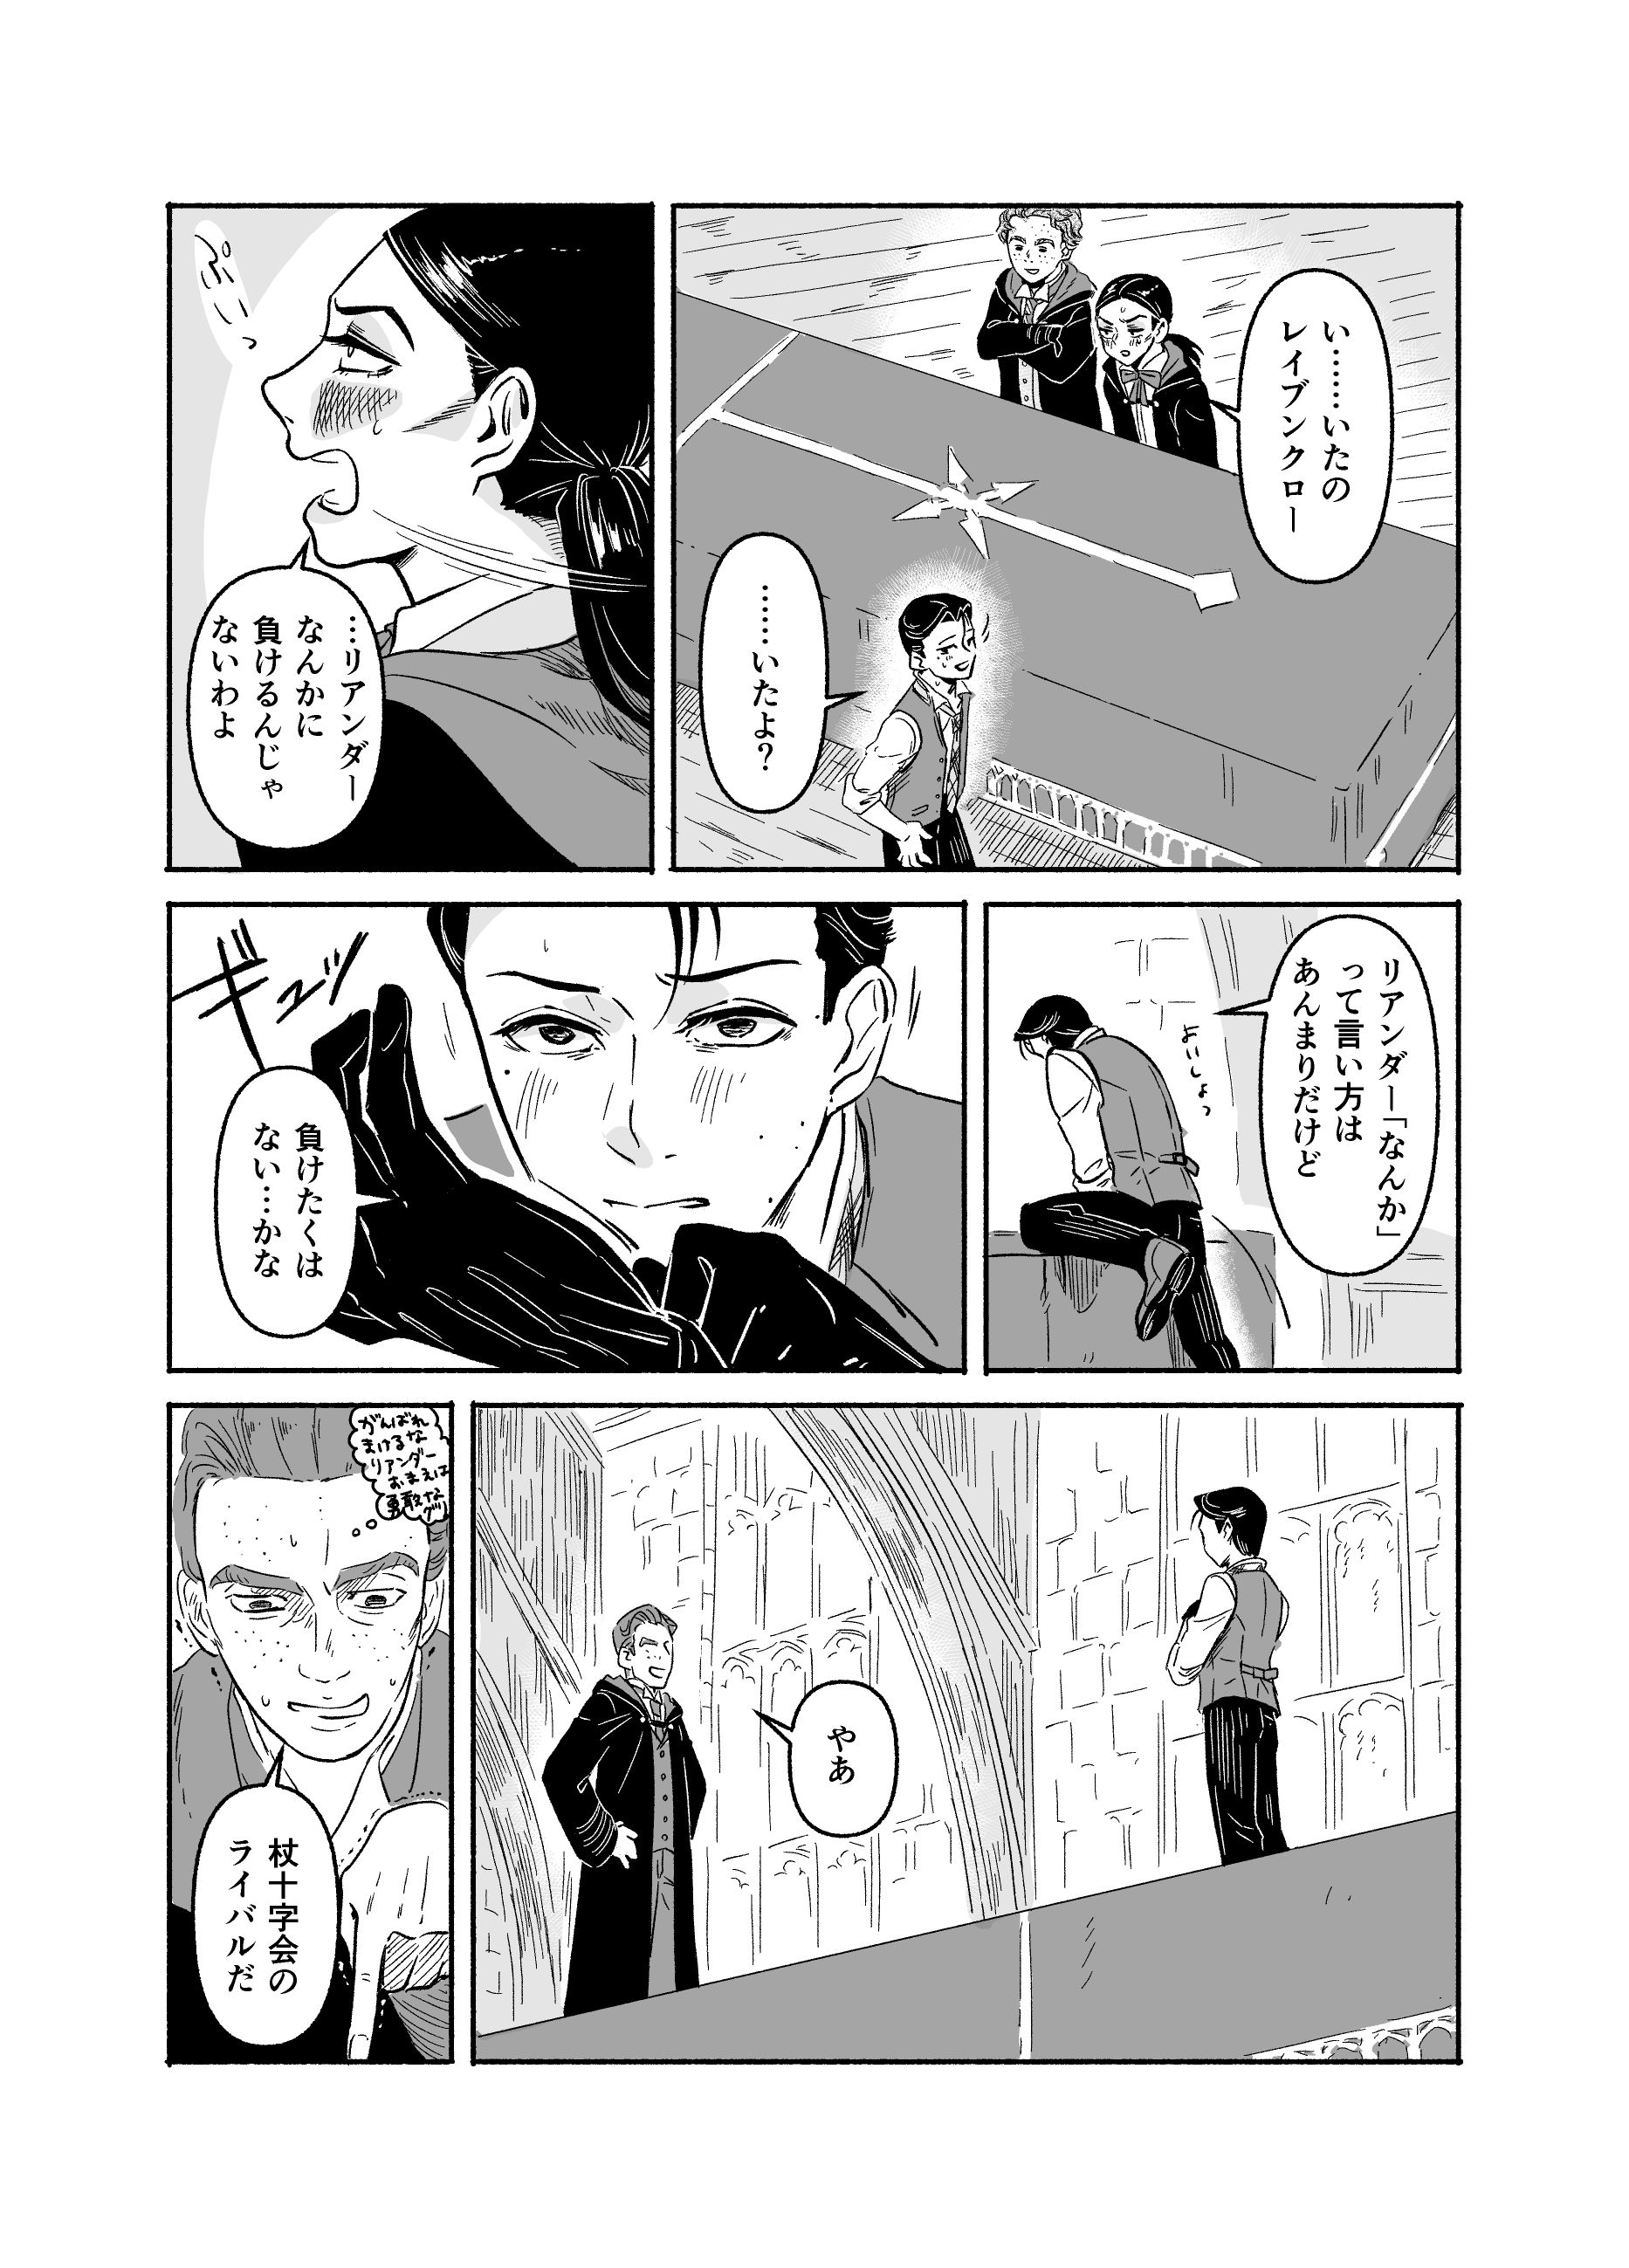 い……いたの
レイブンクロー
……いたよ?
ぷいっ
…リアンダー
なんかに
負けるんじゃ
ないわよ
リアンダー「なんか」
って言い方は
あんまりだけど
よいしょっ
ギュッ
負けたくは
ない…かな
やあ
がんばれ
まけるな
リアンダー
おまえは
勇敢な
グリ
杖十字会の
ライバルだ